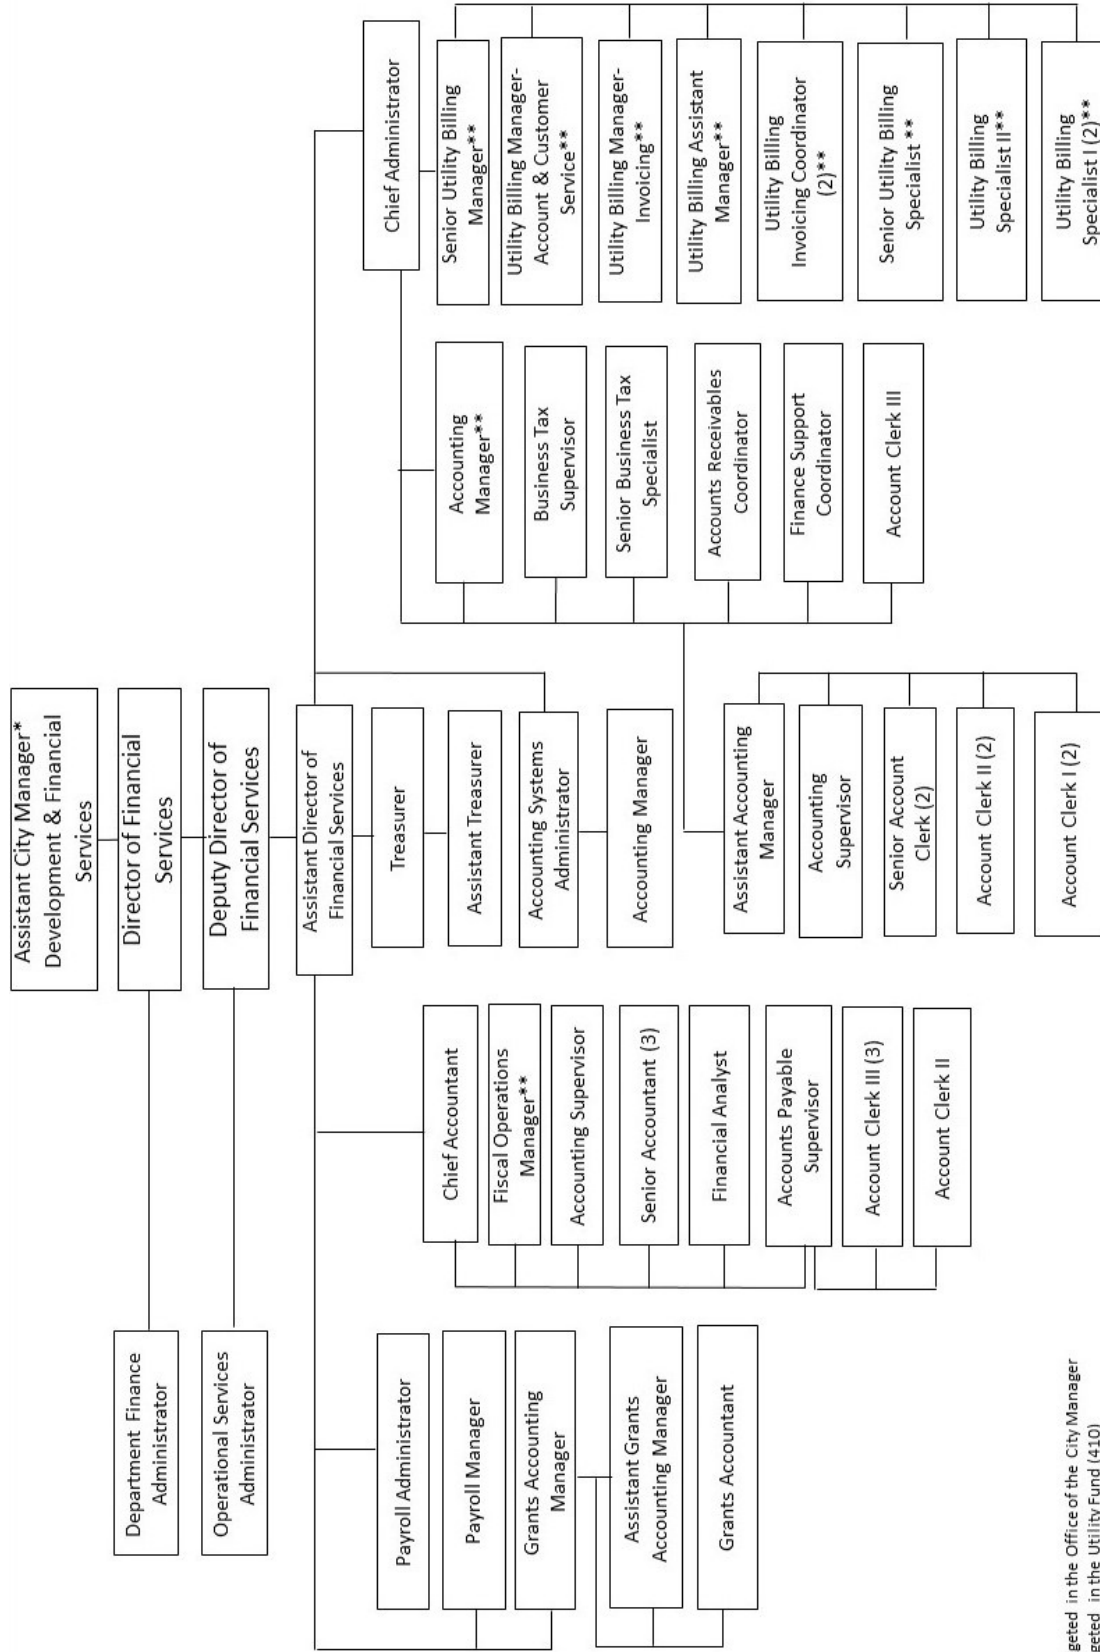 Assistant City Manager*
Development & Financial
Services
Director of Financial
Services
Deputy Director of
Financial Services
Department Finance
Administrator
Operational Services
Administrator
Assistant Director of
Financial Services
Payroll Administrator
Payroll Manager
Grants Accounting
Manager
Assistant Grants
Accounting Manager
Grants Accountant
Chief Accountant
Fiscal Operations
Manager**
Accounting Supervisor
Senior Accountant (3)
Financial Analyst
Accounts Payable
Supervisor
Account Clerk III (3)
Account Clerk II
Treasurer
Assistant Treasurer
Accounting Systems
Administrator
Accounting Manager
Assistant Accounting
Manager
Accounting
Supervisor
Senior Account
Clerk (2)
Account Clerk II (2)
Account Clerk I (2)
Chief Administrator
Accounting
Manager**
Business Tax
Supervisor
Senior Business Tax
Specialist
Accounts Receivables
Coordinator
Finance Support
Coordinator
Account Clerk III
Senior Utility Billing
Manager**
Utility Billing Manager-
Account & Customer
Service**
Utility Billing Manager-
Invoicing**
Utility Billing Assistant
Manager**
Utility Billing
Invoicing Coordinator
(2)**
Senior Utility Billing
Specialist **
Utility Billing
Specialist II**
Utility Billing
Specialist I (2)**
geted in the Office of the City Manager
geted in the Utility Fund (410)